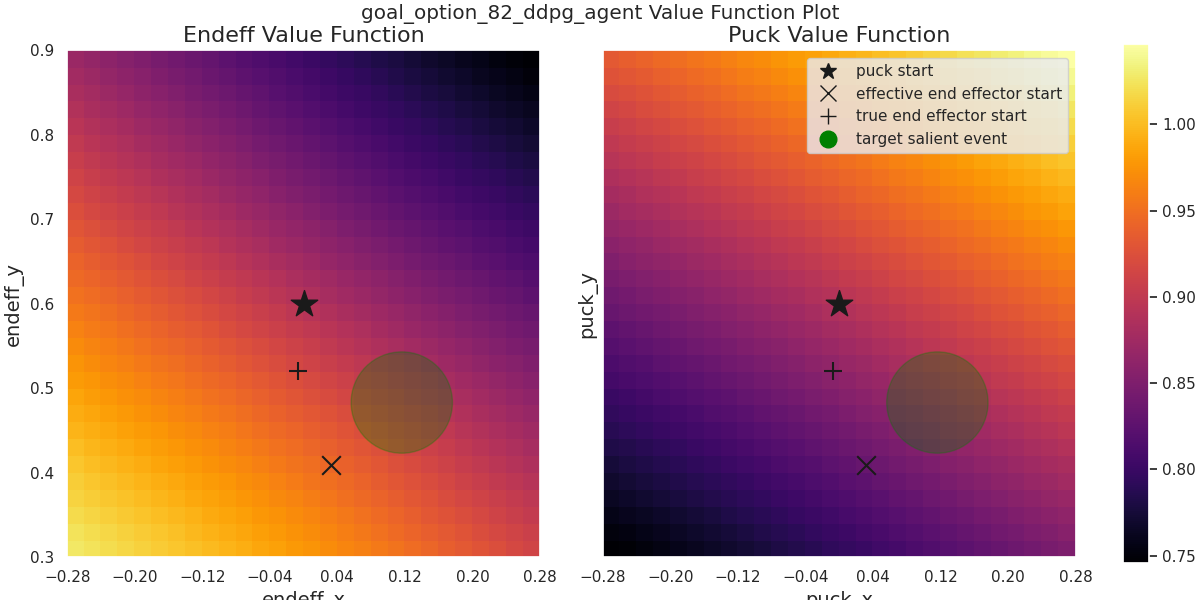 goal_option_82_ddpg_agent Value Function Plot
Endeff Value Function
Puck Value Function
0.9
0.8
0.7
0.6
0.5
0.4
0.3
endeff_y
−0.28 −0.20 −0.12 −0.04 0.04 0.12 0.20 0.28
endeff_x
puck start
effective end effector start
true end effector start
target salient event
puck_y
−0.28 −0.20 −0.12 −0.04 0.04 0.12 0.20 0.28
puck_x
1.00
0.95
0.90
0.85
0.80
0.75